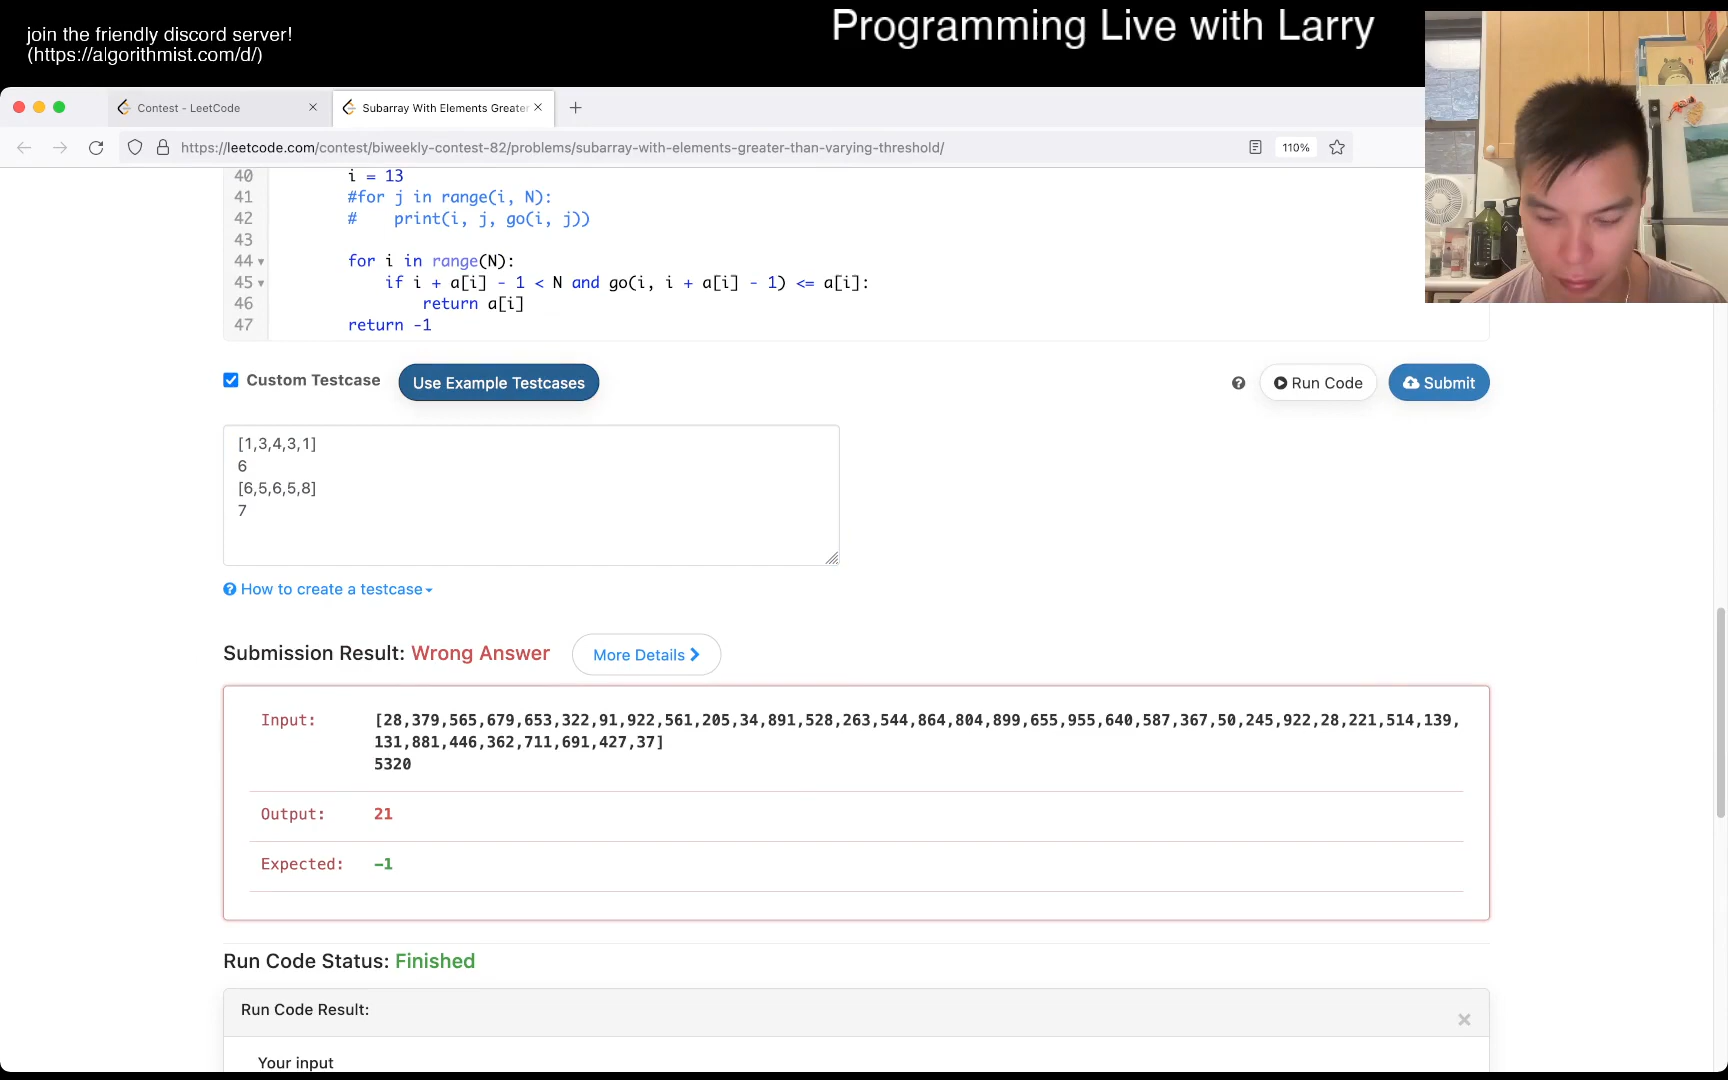 join the friendly discord server!
(https://algorithmist.com/d/)
Programming Live with Larry
Contest - LeetCode
Subarray With Elements Greater
https://leetcode.com/contest/biweekly-contest-82/problems/subarray-with-elements-greater-than-varying-threshold/
110%
40 i = 13
41 #for j in range(i, N):
42 #    print(i, j, go(i, j))
43
44 for i in range(N):
45     if i + a[i] - 1 < N and go(i, i + a[i] - 1) <= a[i]:
46         return a[i]
47 return -1
Custom Testcase
Use Example Testcases
Run Code
Submit
[1,3,4,3,1]
6
[6,5,6,5,8]
7
How to create a testcase
Submission Result: Wrong Answer
More Details
Input: [28,379,565,679,653,322,91,922,561,205,34,891,528,263,544,864,804,899,655,955,640,587,367,50,245,922,28,221,514,139,
131,881,446,362,711,691,427,37]
5320
Output: 21
Expected: -1
Run Code Status: Finished
Run Code Result:
Your input